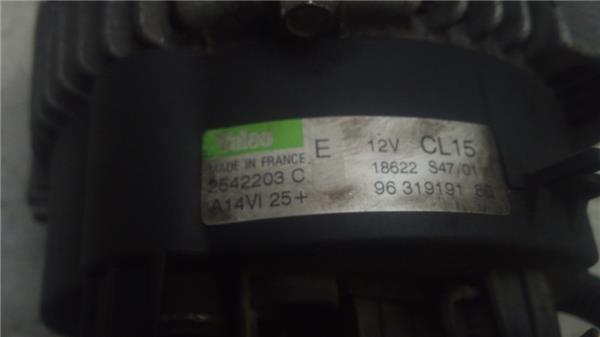 Valeo
MADE IN FRANCE
2542203 C
A14VI 25+
E
12V CL15
18622 S47/01
96 319191 80